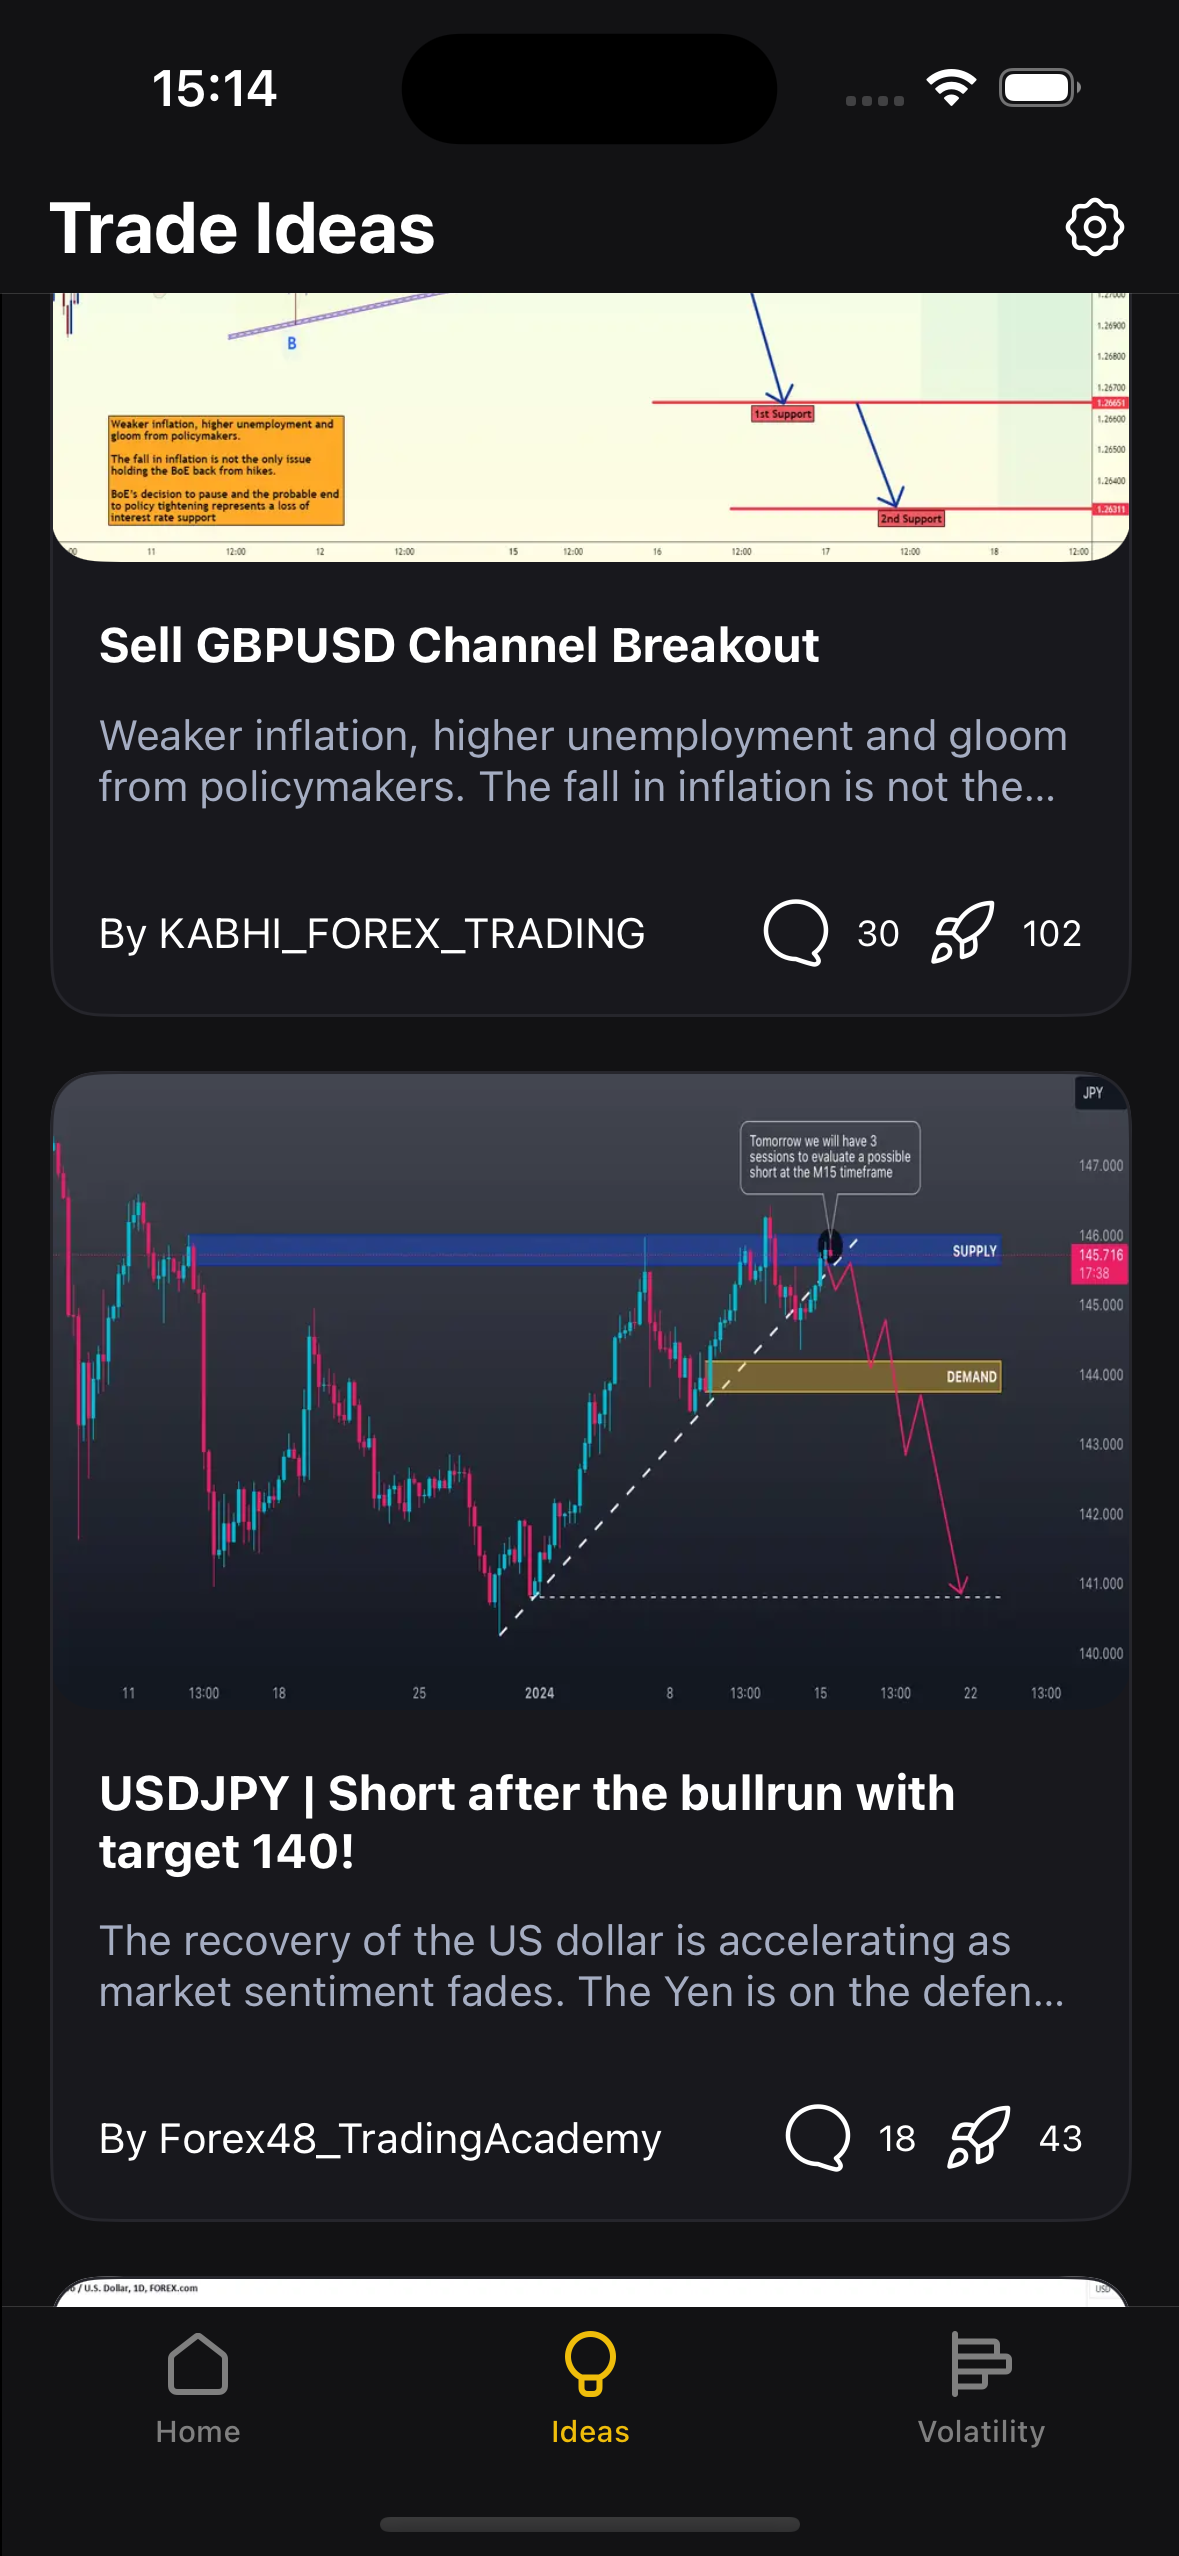 15:14
Trade Ideas
1.27000
B
1.26900
1.26800
1.26700
1.26651
1st Support
1.26600
Weaker inflation, higher unemployment and
gloom from policymakers.
The fall in inflation is not the only issue
holding the BoE back from hikes.
BoE's decision to pause and the probable end
to policy tightening represents a loss of
interest rate support
1.26500
1.26400
1.26311
2nd Support
11 12:00 12 12:00 15 12:00 16 12:00 17 12:00 18 12:00
Sell GBPUSD Channel Breakout
Weaker inflation, higher unemployment and gloom
from policymakers. The fall in inflation is not the...
By KABHI_FOREX_TRADING 30 102
JPY
Tomorrow we will have 3
sessions to evaluate a possible
short at the M15 timeframe
147.000
146.000
SUPPLY
145.716
17:38
145.000
144.000
DEMAND
143.000
142.000
141.000
140.000
11 13:00 18 25 2024 8 13:00 15 13:00 22 13:00
USDJPY | Short after the bullrun with
target 140!
The recovery of the US dollar is accelerating as
market sentiment fades. The Yen is on the defen...
By Forex48_TradingAcademy 18 43
/ U.S. Dollar, 1D, FOREX.com
USD
Home Ideas Volatility